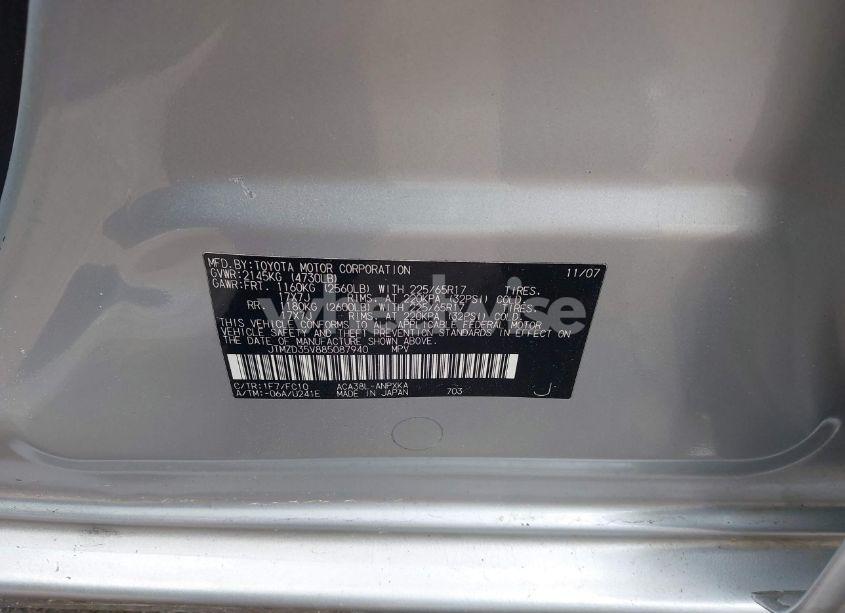 MFD.BY:TOYOTA MOTOR CORPORATION 11/07
GVWR:2145KG (4730LB)
GAWR:FRT. 1160KG (2560LB) WITH 225/65R17 TIRES,
17X7J RIMS, AT 220KPA (32PSI) COLD
RR. 1180KG (2600LB) WITH 225/65R17 TIRES,
17X7J RIMS, AT 220KPA (32PSI) COLD
THIS VEHICLE CONFORMS TO ALL APPLICABLE FEDERAL MOTOR
VEHICLE SAFETY AND THEFT PREVENTION STANDARDS IN EFFECT ON
THE DATE OF MANUFACTURE SHOWN ABOVE.
JTMZD35V885087940 MPV
C/TR:1F7/FC10 ACA38L-ANPXKA
A/TM:-06A/U241E MADE IN JAPAN 703 J
wheelwise